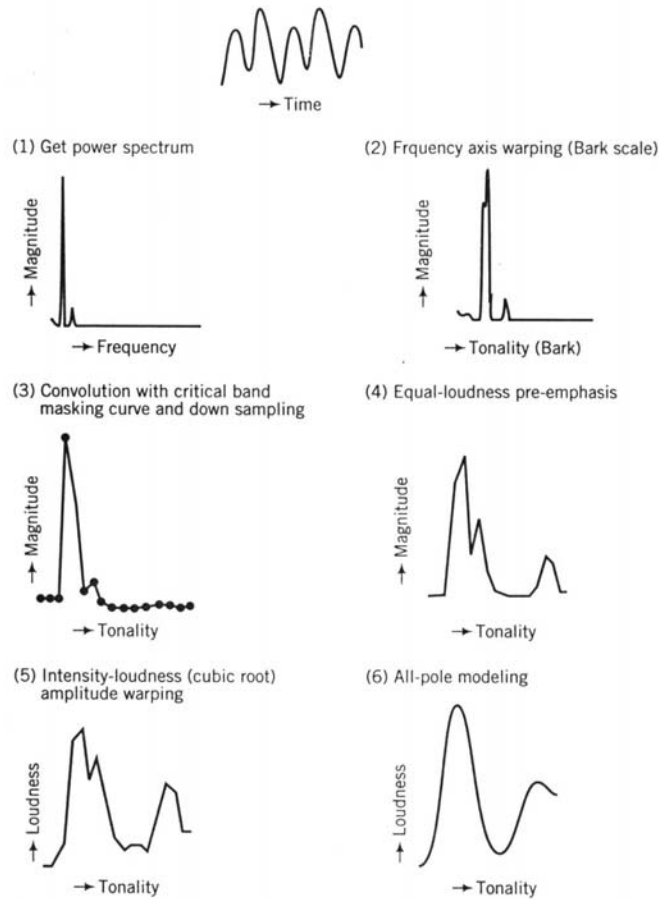 → Time
(1) Get power spectrum
→ Magnitude
→ Frequency
(2) Frquency axis warping (Bark scale)
→ Magnitude
→ Tonality (Bark)
(3) Convolution with critical band
masking curve and down sampling
→ Magnitude
→ Tonality
(4) Equal-loudness pre-emphasis
→ Magnitude
→ Tonality
(5) Intensity-loudness (cubic root)
amplitude warping
→ Loudness
→ Tonality
(6) All-pole modeling
→ Loudness
→ Tonality